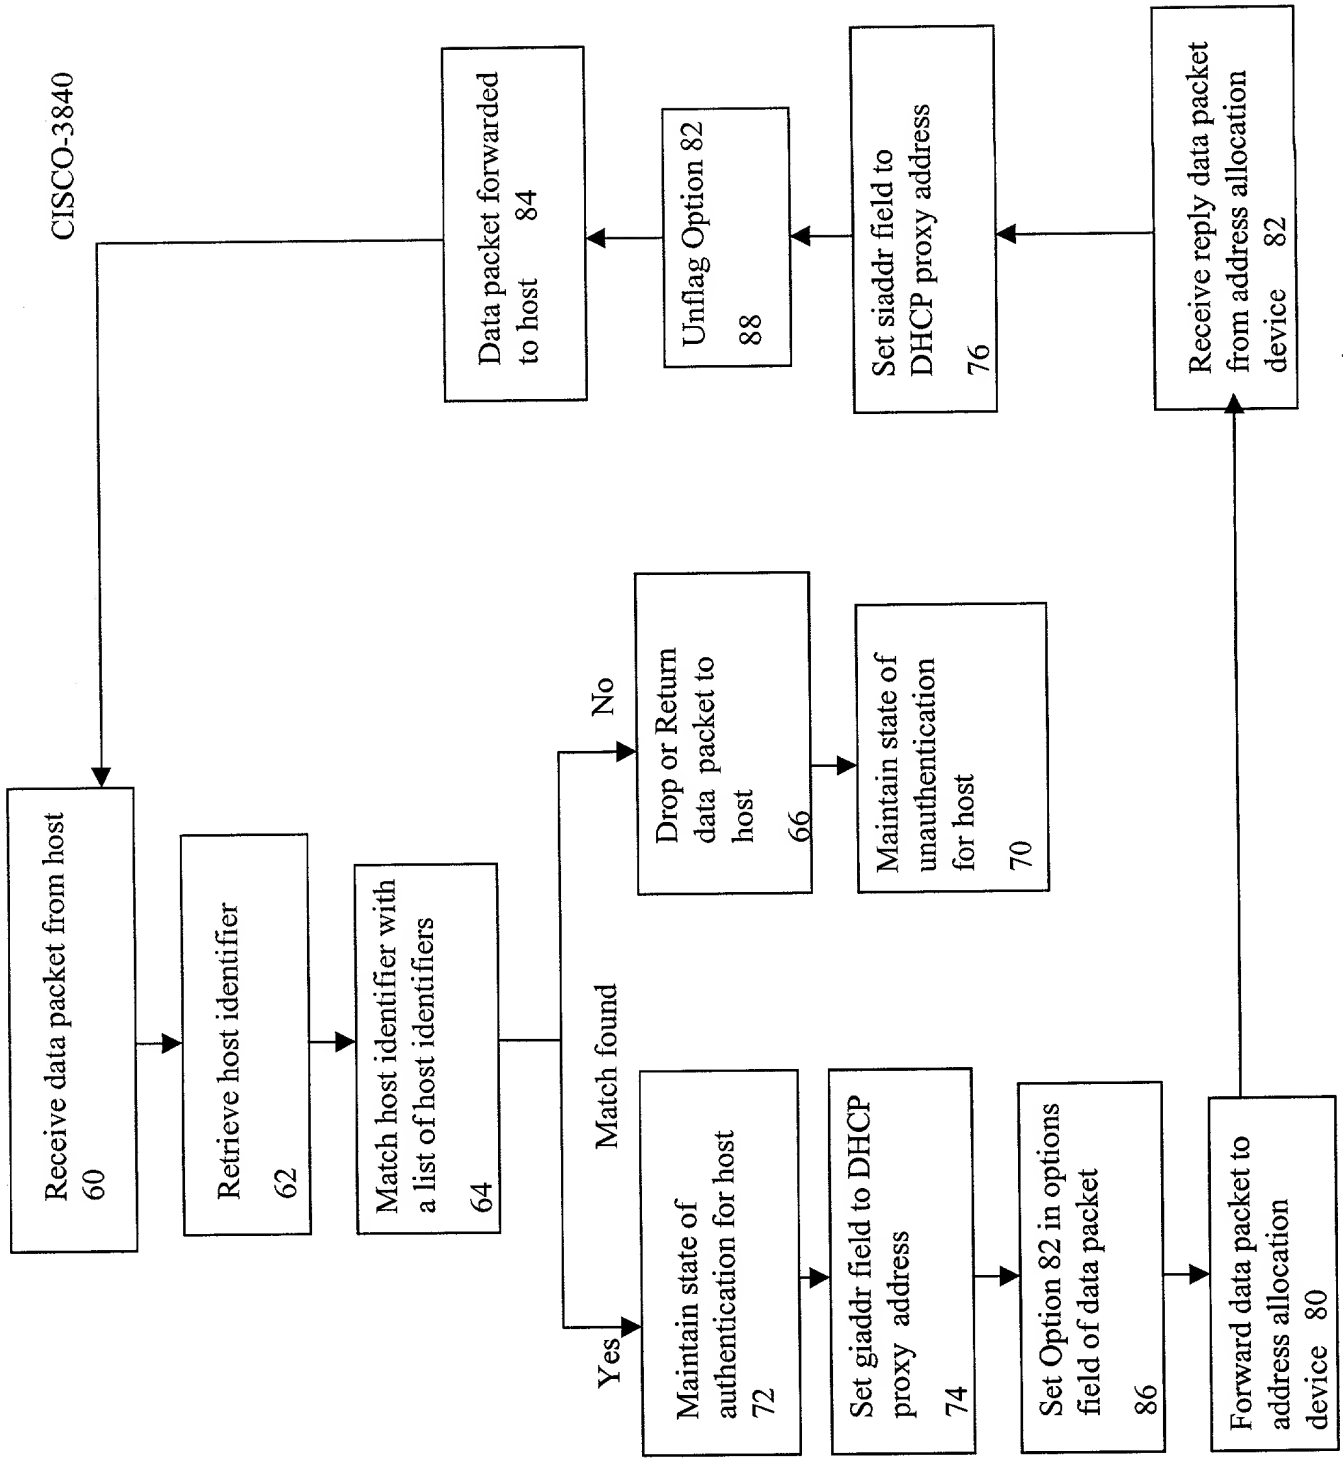 CISCO-3840
Receive data packet from host
60
Retrieve host identifier
62
Match host identifier with
a list of host identifiers
64
Match found
Yes
No
Maintain state of
authentication for host
72
Set giaddr field to DHCP
proxy address
74
Set Option 82 in options
field of data packet
86
Forward data packet to
address allocation
device 80
Drop or Return
data packet to
host
66
Maintain state of
unauthentication
for host
70
Receive reply data packet
from address allocation
device 82
Set siaddr field to
DHCP proxy address
76
Unflag Option 82
88
Data packet forwarded
to host 84